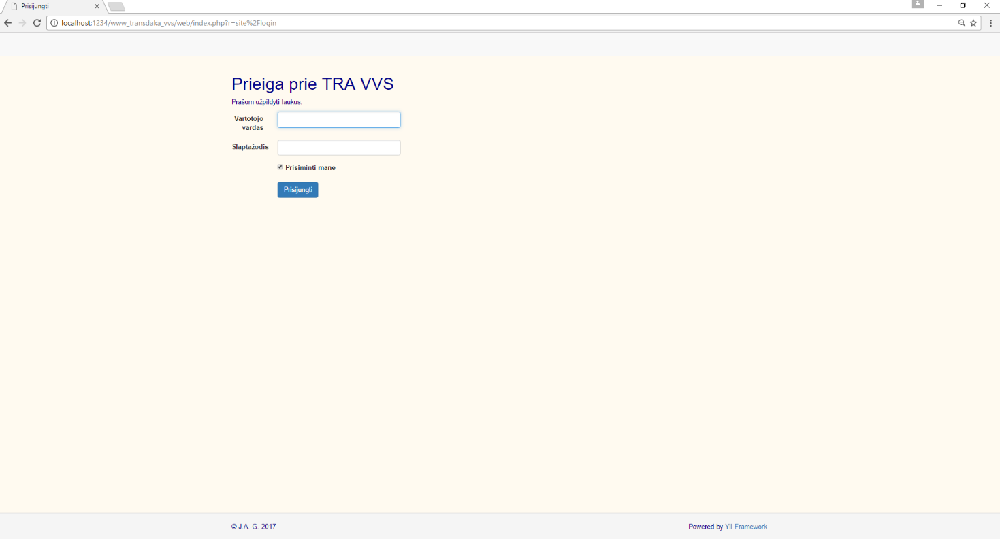 Prisijungti
localhost:1234/www_transdaka_vvs/web/index.php?r=site%2Flogin
Prieiga prie TRA VVS
Prašom užpildyti laukus:
Vartotojo
vardas
Slaptažodis
Prisiminti mane
Prisijungti
© J.A.-G. 2017 Powered by Yii Framework